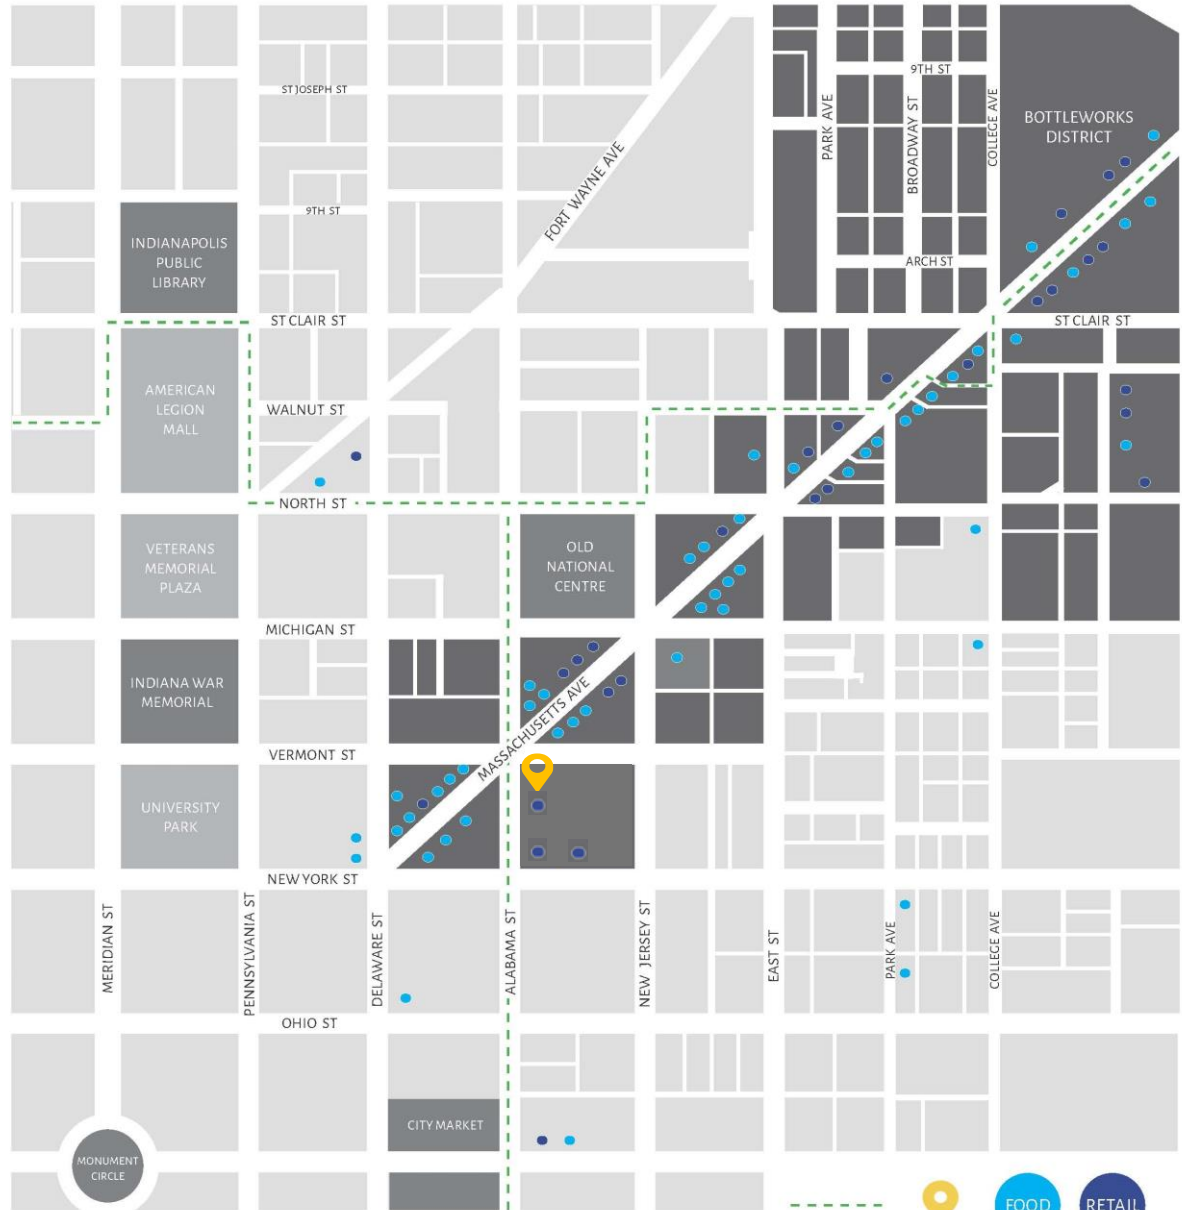 9TH ST
ST JOSEPH ST
PARK AVE
BROADWAY ST
COLLEGE AVE
BOTTLEWORKS
DISTRICT
FORT WAYNE AVE
9TH ST
INDIANAPOLIS
PUBLIC
LIBRARY
ARCH ST
ST CLAIR ST
ST CLAIR ST
AMERICAN
LEGION
MALL
WALNUT ST
NORTH ST
VETERANS
MEMORIAL
PLAZA
OLD
NATIONAL
CENTRE
MICHIGAN ST
INDIANA WAR
MEMORIAL
MASSACHUSETTS AVE
VERMONT ST
UNIVERSITY
PARK
NEW YORK ST
MERIDIAN ST
PENNSYLVANIA ST
DELAWARE ST
ALABAMA ST
NEW JERSEY ST
EAST ST
PARK AVE
COLLEGE AVE
OHIO ST
CITY MARKET
MONUMENT
CIRCLE
FOOD
RETAIL